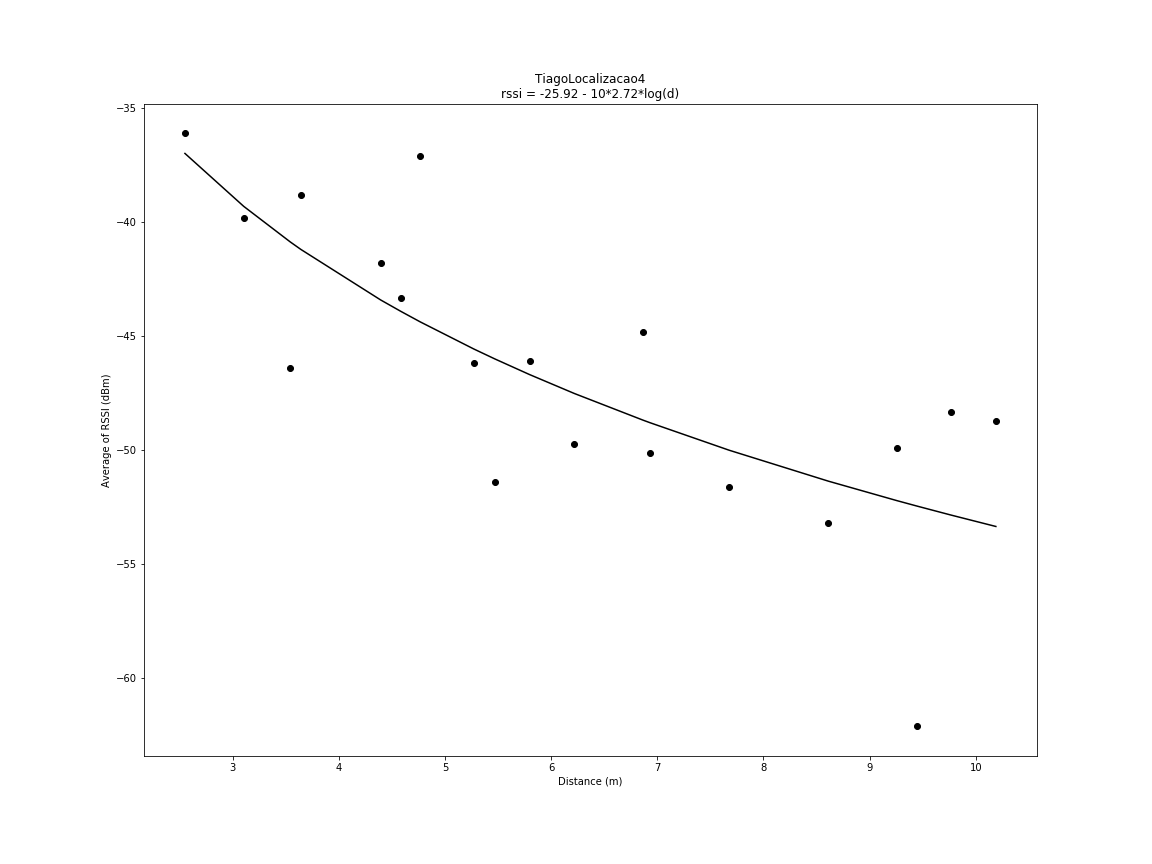 TiagoLocalizacao4
rssi = -25.92 - 10*2.72*log(d)
Average of RSSI (dBm)
−35
−40
−45
−50
−55
−60
3 4 5 6 7 8 9 10
Distance (m)